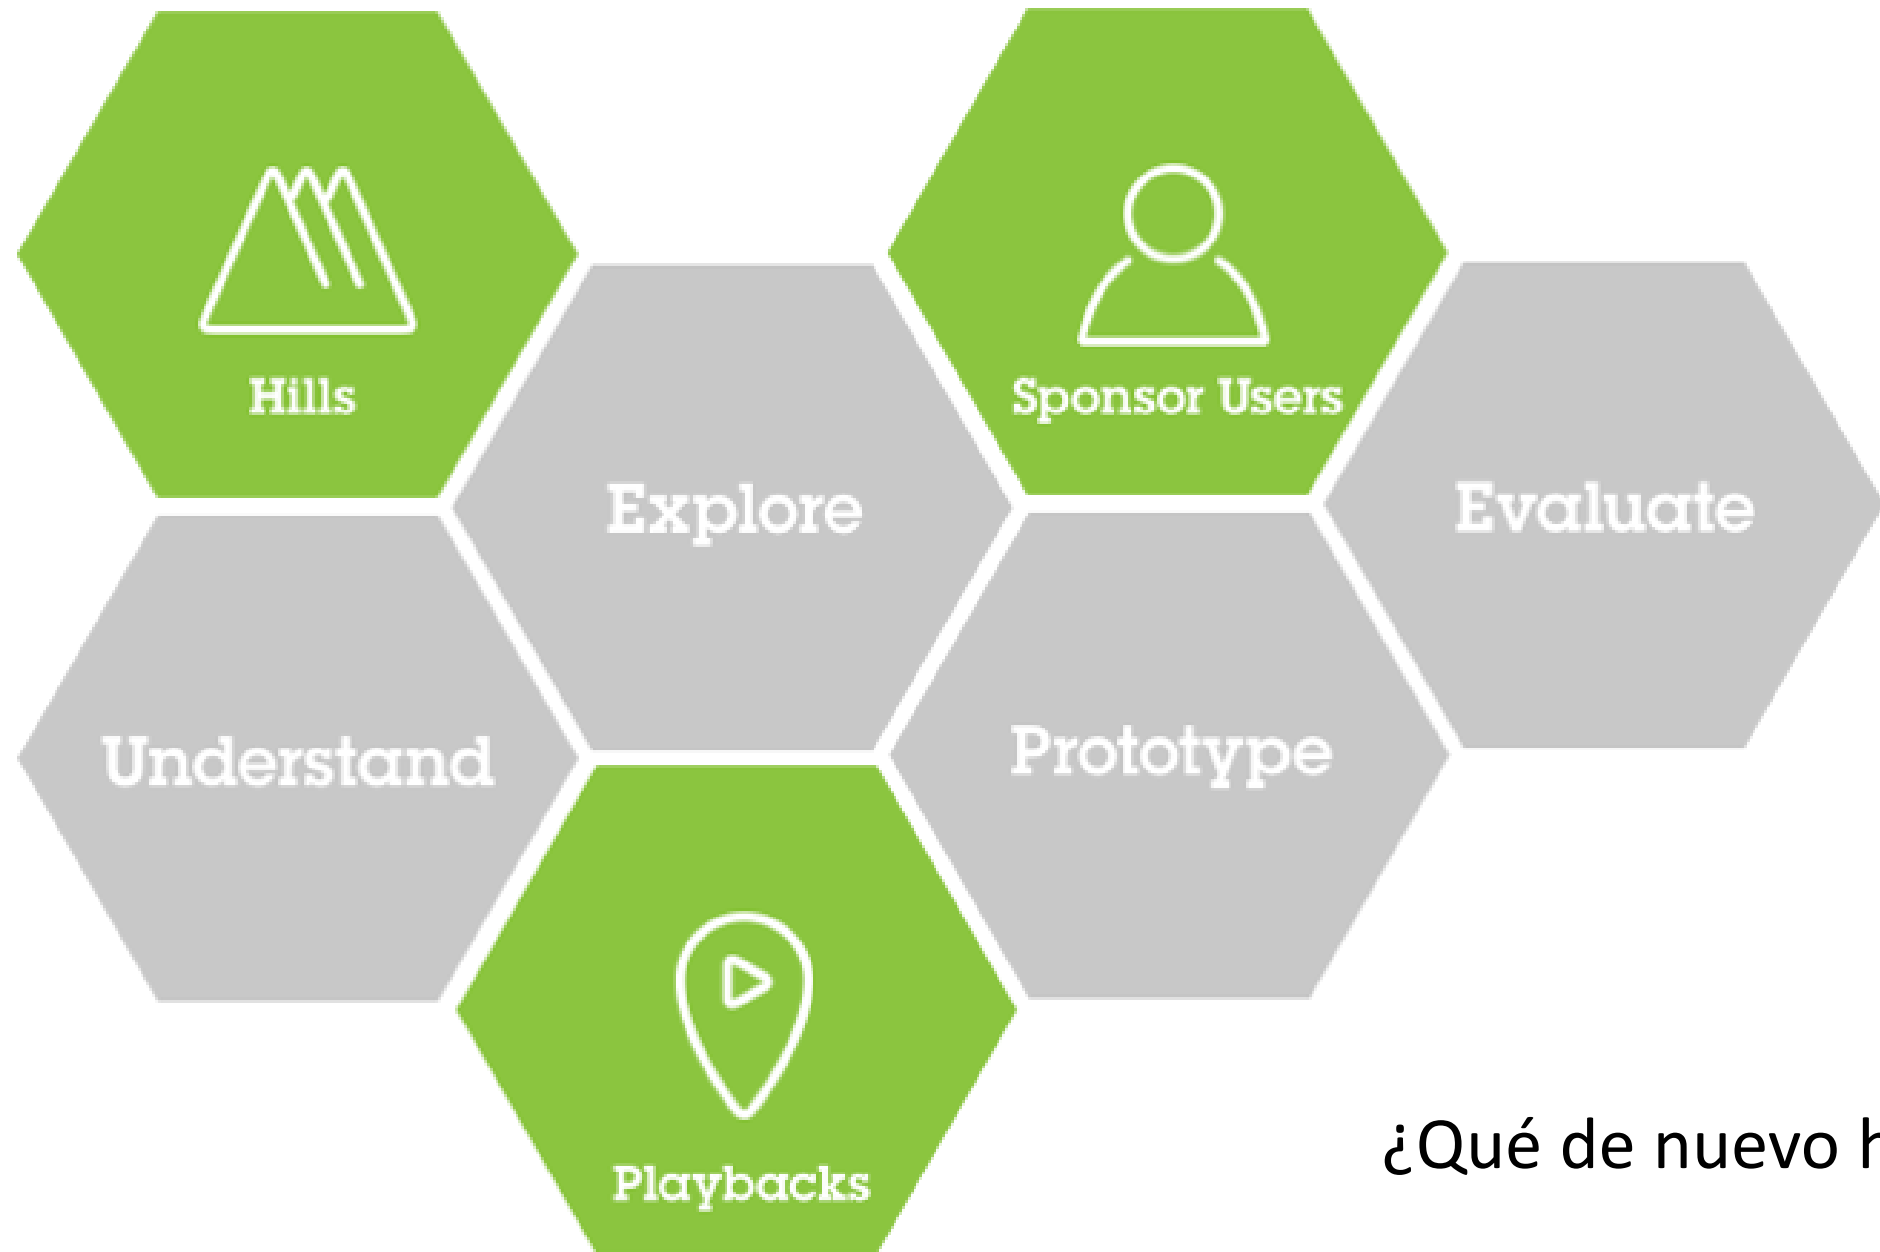 Hills
Sponsor Users
Explore
Evaluate
Understand
Prototype
Playbacks
¿Qué de nuevo